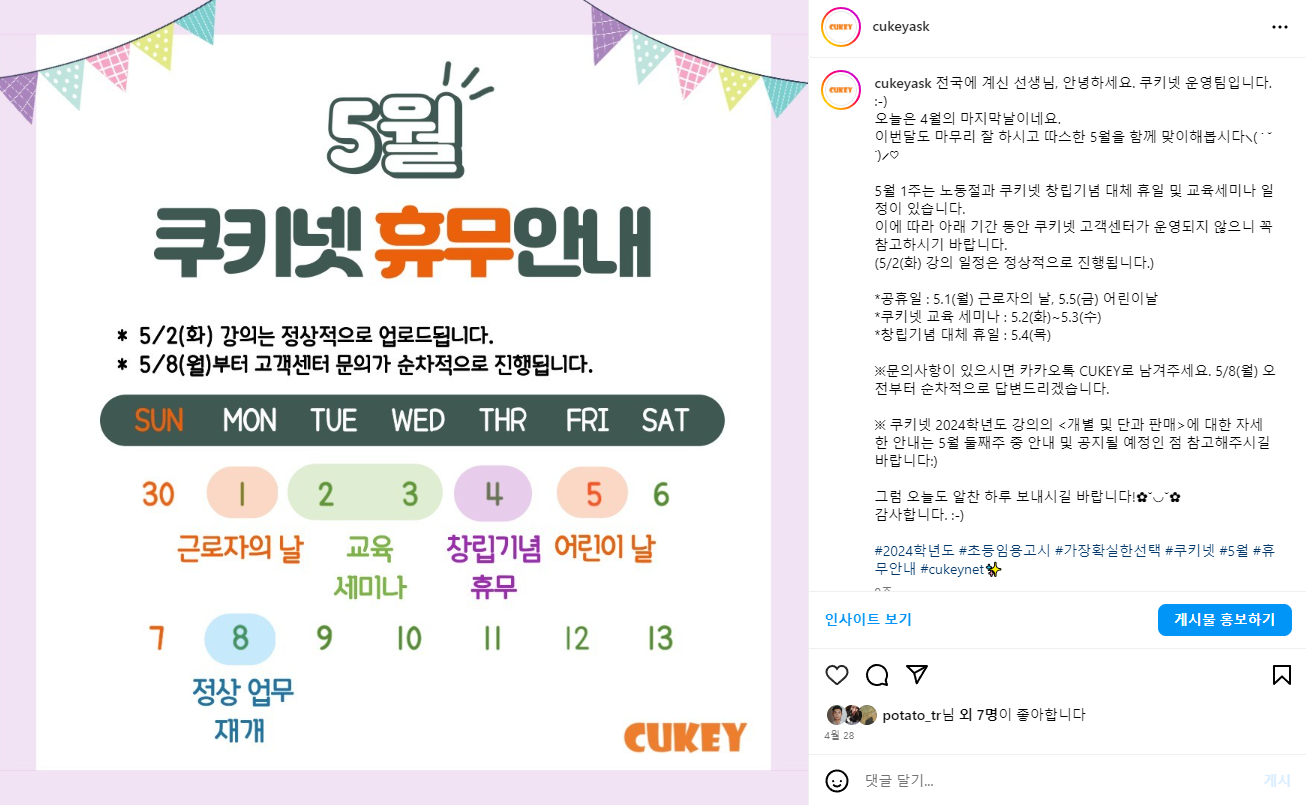 5월
쿠키넷 휴무안내
* 5/2(화) 강의는 정상적으로 업로드됩니다.
* 5/8(월)부터 고객센터 문의가 순차적으로 진행됩니다.
SUN MON TUE WED THR FRI SAT
30 1 2 3 4 5 6
근로자의 날 교육 창립기념 어린이 날
세미나 휴무
7 8 9 10 11 12 13
정상 업무
재개
CUKEY
CUKEY cukeyask
CUKEY
cukeyask 전국에 계신 선생님, 안녕하세요. 쿠키넷 운영팀입니다.
:-)
오늘은 4월의 마지막날이네요.
이번달도 마무리 잘 하시고 따스한 5월을 함께 맞이해봅시다⸜( ˙ ˘
˙)⸝♡
5월 1주는 노동절과 쿠키넷 창립기념 대체 휴일 및 교육세미나 일
정이 있습니다.
이에 따라 아래 기간 동안 쿠키넷 고객센터가 운영되지 않으니 꼭
참고하시기 바랍니다.
(5/2(화) 강의 일정은 정상적으로 진행됩니다.)
*공휴일 : 5.1(월) 근로자의 날, 5.5(금) 어린이날
*쿠키넷 교육 세미나 : 5.2(화)~5.3(수)
*창립기념 대체 휴일 : 5.4(목)
※문의사항이 있으시면 카카오톡 CUKEY로 남겨주세요. 5/8(월) 오
전부터 순차적으로 답변드리겠습니다.
※ 쿠키넷 2024학년도 강의의 <개별 및 단과 판매>에 대한 자세
한 안내는 5월 둘째주 중 안내 및 공지될 예정인 점 참고해주시길
바랍니다:)
그럼 오늘도 알찬 하루 보내시길 바랍니다!✿˘◡˘✿
감사합니다. :-)
#2024학년도 #초등임용고시 #가장확실한선택 #쿠키넷 #5월 #휴
무안내 #cukeynet✨
인사이트 보기
게시물 홍보하기
potato_tr님 외 7명이 좋아합니다
4월 28
댓글 달기...
게시